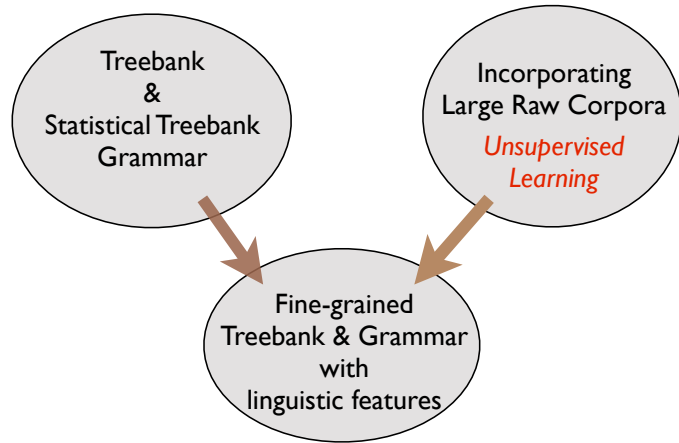 Treebank
&
Statistical Treebank
Grammar
Incorporating
Large Raw Corpora
Unsupervised
Learning
Fine-grained
Treebank & Grammar
with
linguistic features